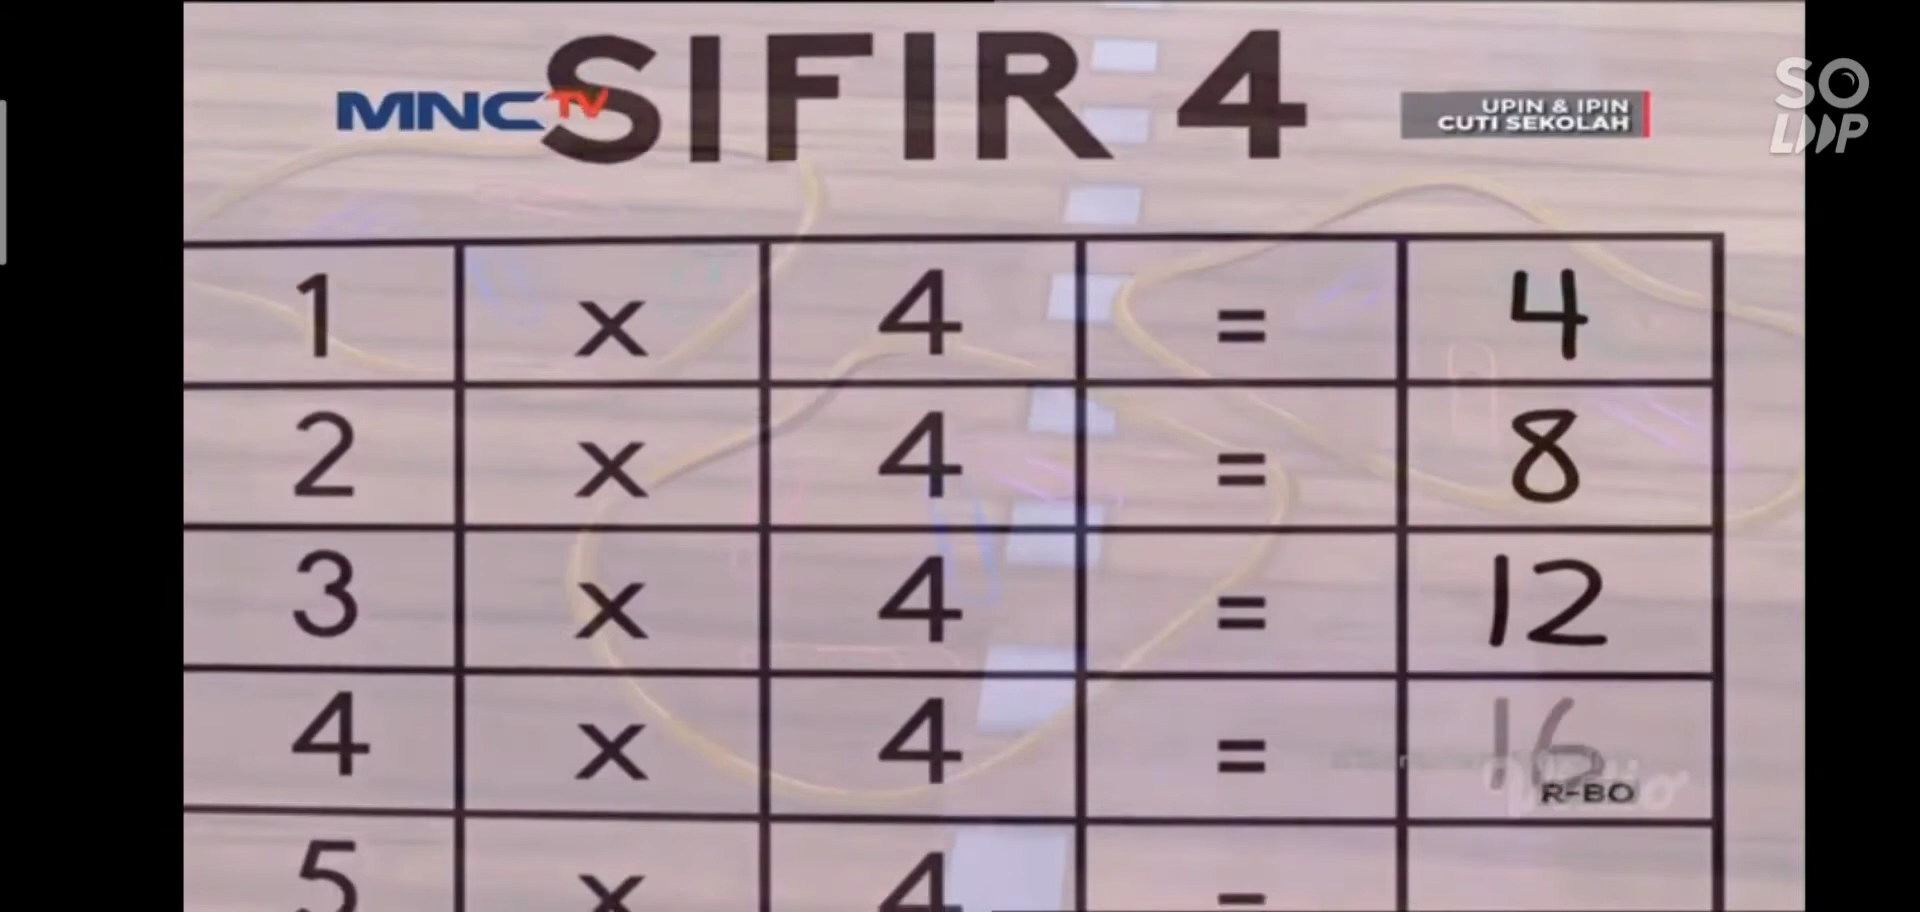 SIFIR 4
MNCTV
UPIN & IPIN
CUTI SEKOLAH
SO
LIP
1 x 4 = 4
2 x 4 = 8
3 x 4 = 12
4 x 4 = 16
R-BO
5 x 4 =